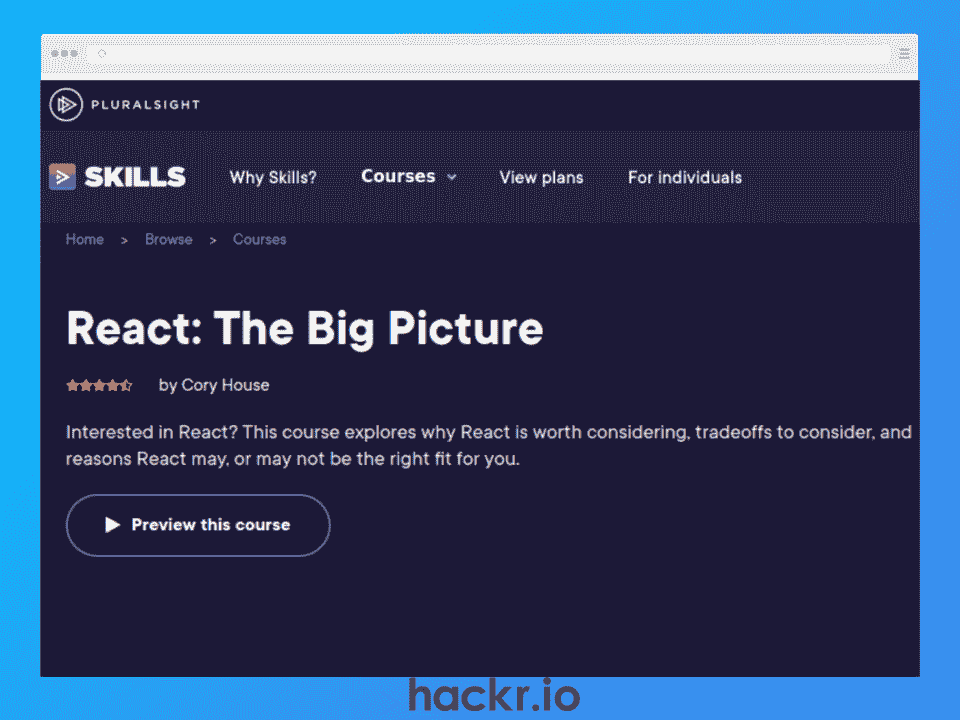 PLURALSIGHT
SKILLS Why Skills? Courses View plans For individuals
Home > Browse > Courses
React: The Big Picture
by Cory House
Interested in React? This course explores why React is worth considering, tradeoffs to consider, and
reasons React may, or may not be the right fit for you.
Preview this course
hackr.io